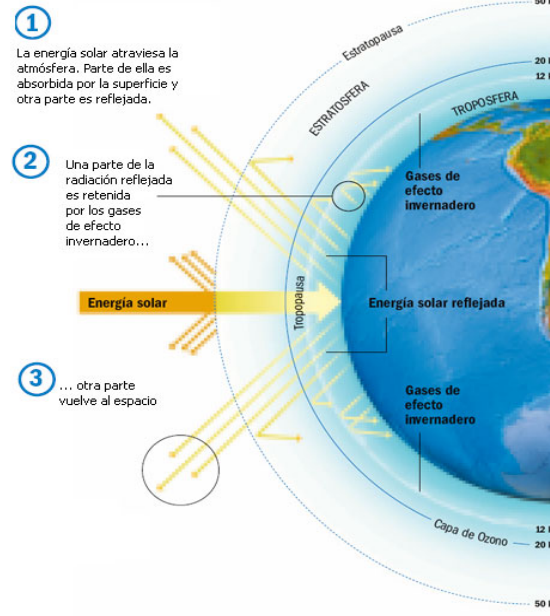 1
La energía solar atraviesa la
atmósfera. Parte de ella es
absorbida por la superficie y
otra parte es reflejada.
2
Una parte de la
radiación reflejada
es retenida
por los gases
de efecto
invernadero...
3
... otra parte
vuelve al espacio
Energía solar
Estratopausa
ESTRATOSFERA
TROPOSFERA
Tropopausa
Gases de
efecto
invernadero
Energía solar reflejada
Gases de
efecto
invernadero
Capa de Ozono
50
20
12
12
20
50